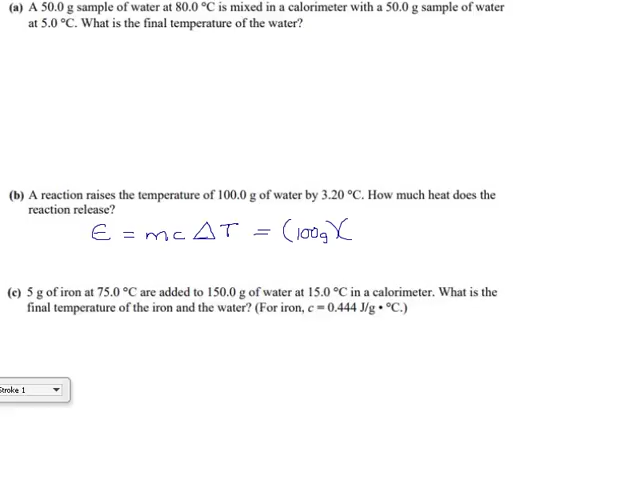 (a) A 50.0 g sample of water at 80.0 °C is mixed in a calorimeter with a 50.0 g sample of water
at 5.0 °C. What is the final temperature of the water?
(b) A reaction raises the temperature of 100.0 g of water by 3.20 °C. How much heat does the
reaction release?
E = mc ΔT = (100g)(
(c) 5 g of iron at 75.0 °C are added to 150.0 g of water at 15.0 °C in a calorimeter. What is the
final temperature of the iron and the water? (For iron, c = 0.444 J/g • °C.)
Stroke 1